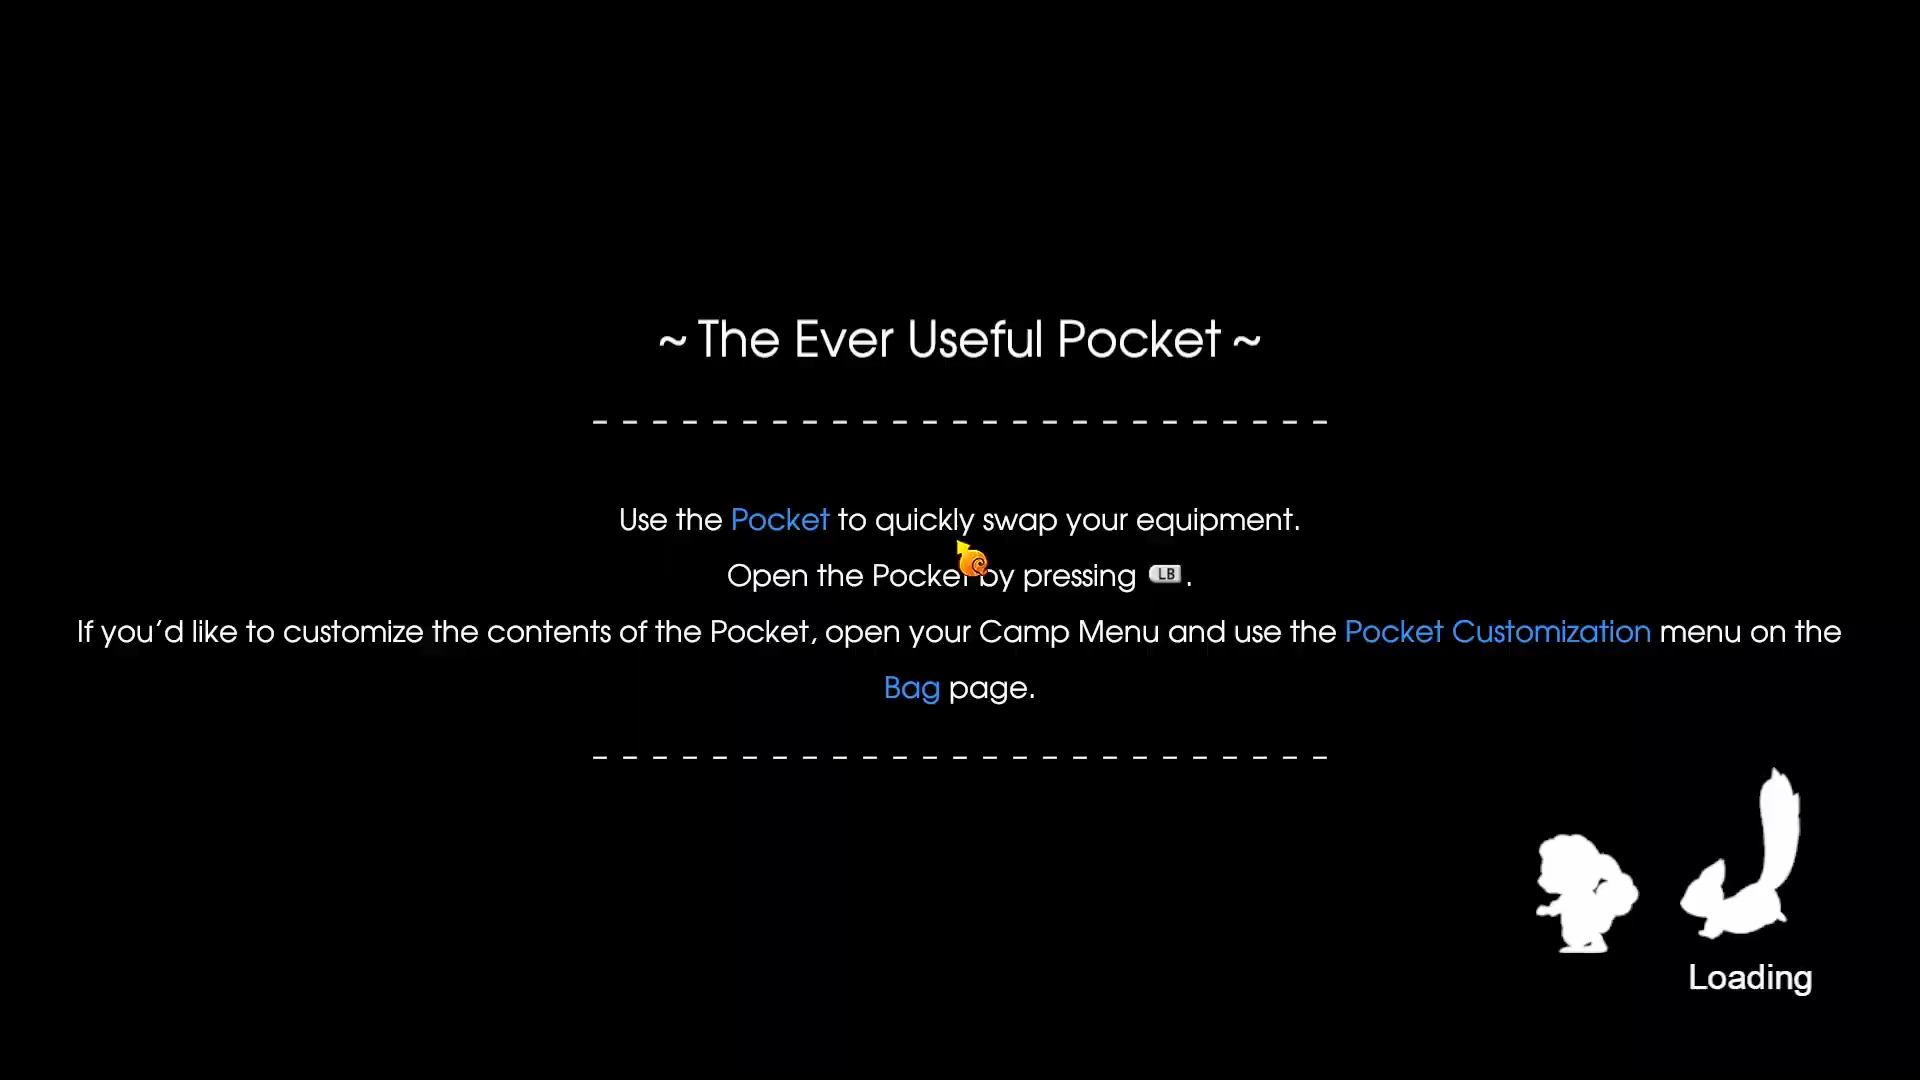 ~ The Ever Useful Pocket ~
- - - - - - - - - - - - - - - - - - - - - - - - -
Use the Pocket to quickly swap your equipment.
Open the Pocket by pressing LB.
If you'd like to customize the contents of the Pocket, open your Camp Menu and use the Pocket Customization menu on the
Bag page.
- - - - - - - - - - - - - - - - - - - - - - - - -
Loading